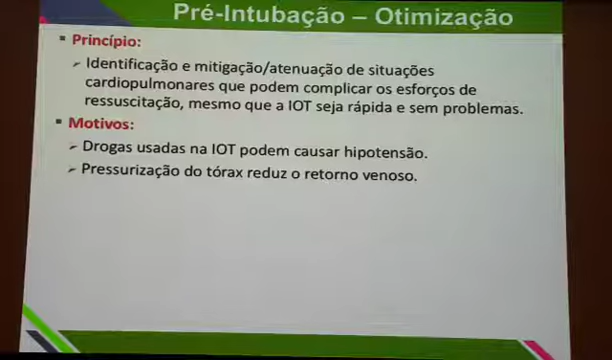 Pré-Intubação – Otimização
Princípio:
Identificação e mitigação/atenuação de situações
cardiopulmonares que podem complicar os esforços de
ressuscitação, mesmo que a IOT seja rápida e sem problemas.
Motivos:
Drogas usadas na IOT podem causar hipotensão.
Pressurização do tórax reduz o retorno venoso.